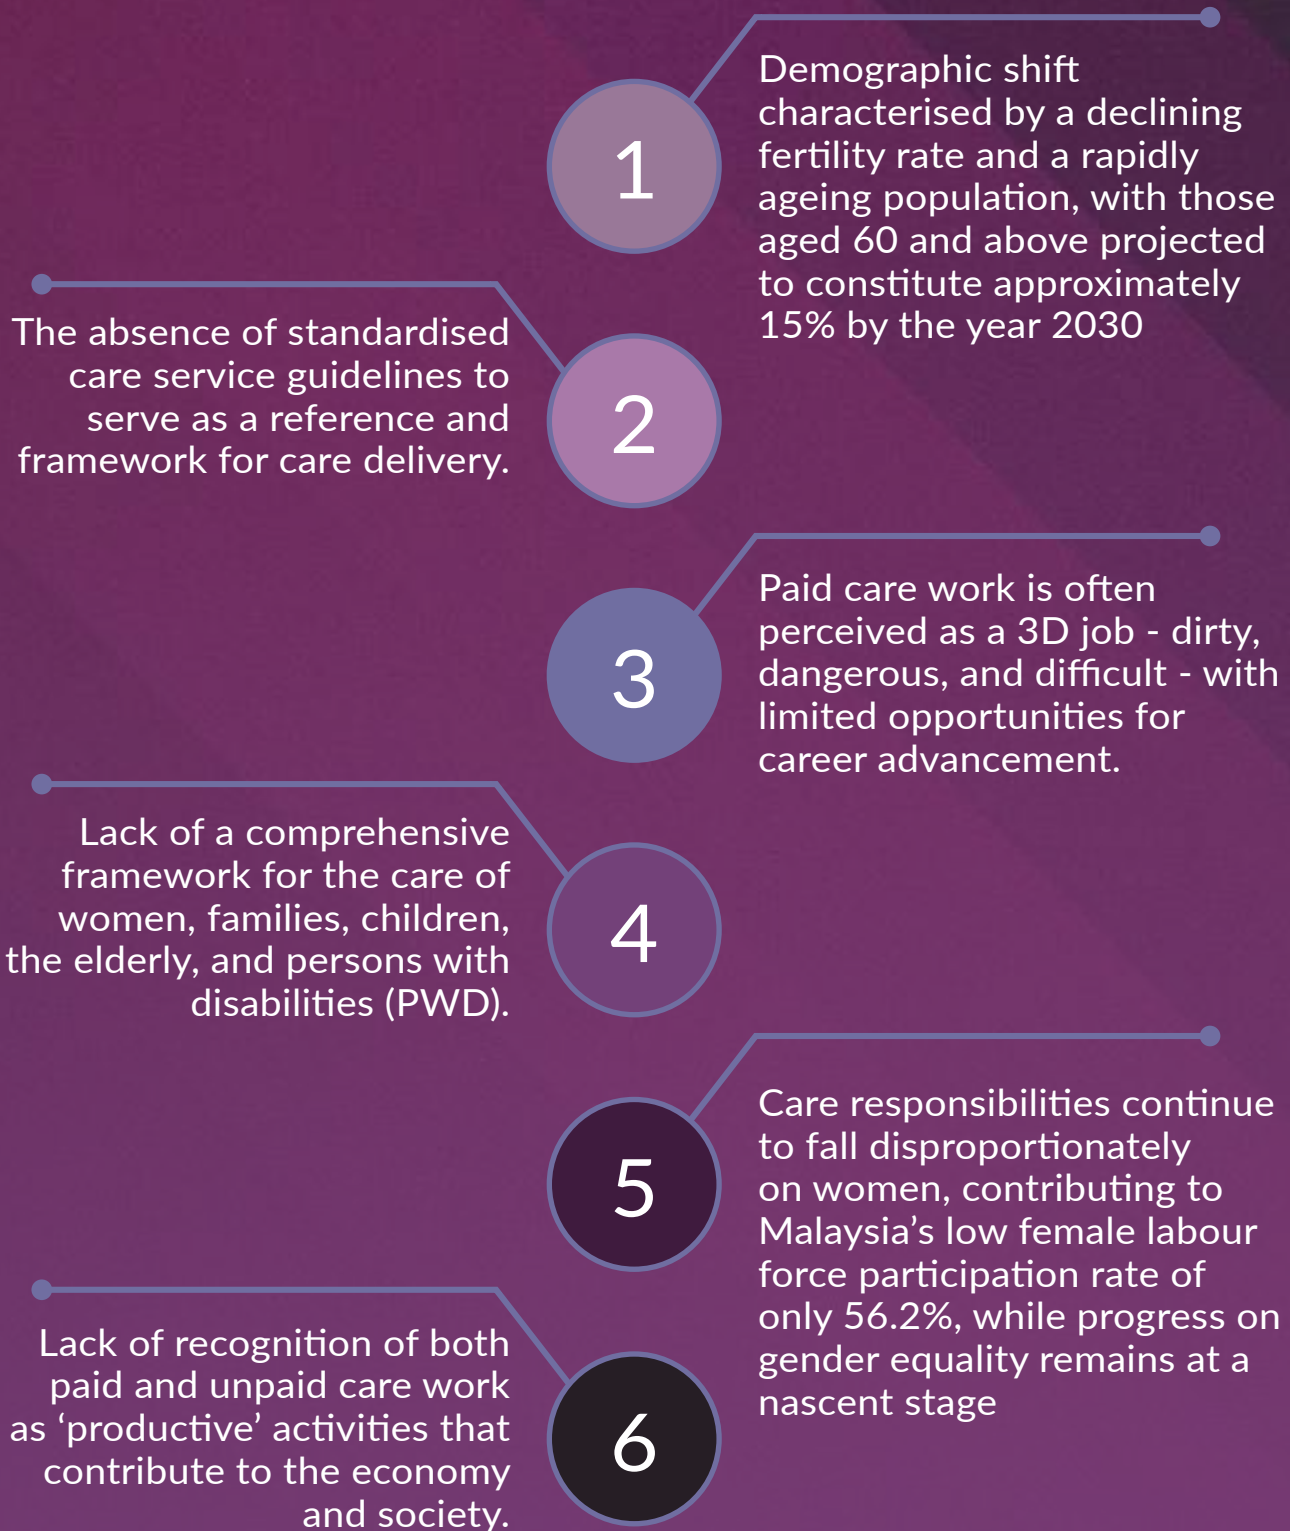 1
Demographic shift
characterised by a declining
fertility rate and a rapidly
ageing population, with those
aged 60 and above projected
to constitute approximately
15% by the year 2030
2
The absence of standardised
care service guidelines to
serve as a reference and
framework for care delivery.
3
Paid care work is often
perceived as a 3D job - dirty,
dangerous, and difficult - with
limited opportunities for
career advancement.
4
Lack of a comprehensive
framework for the care of
women, families, children,
the elderly, and persons with
disabilities (PWD).
5
Care responsibilities continue
to fall disproportionately
on women, contributing to
Malaysia’s low female labour
force participation rate of
only 56.2%, while progress on
gender equality remains at a
nascent stage
6
Lack of recognition of both
paid and unpaid care work
as ‘productive’ activities that
contribute to the economy
and society.